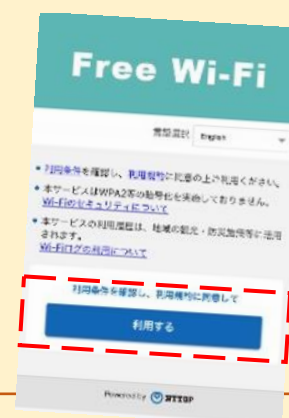 Free Wi-Fi
言語選択 English
利用条件を確認し、利用規約に同意の上ご利用ください。
本サービスはWPA2等の暗号化を実施しておりません。
Wi-Fiのセキュリティについて
本サービスの利用履歴は、地域の観光・防災施策等に活用
されます。
Wi-Fiログの利用について
利用条件を確認し、利用規約に同意して
利用する
Powered by NTTBP